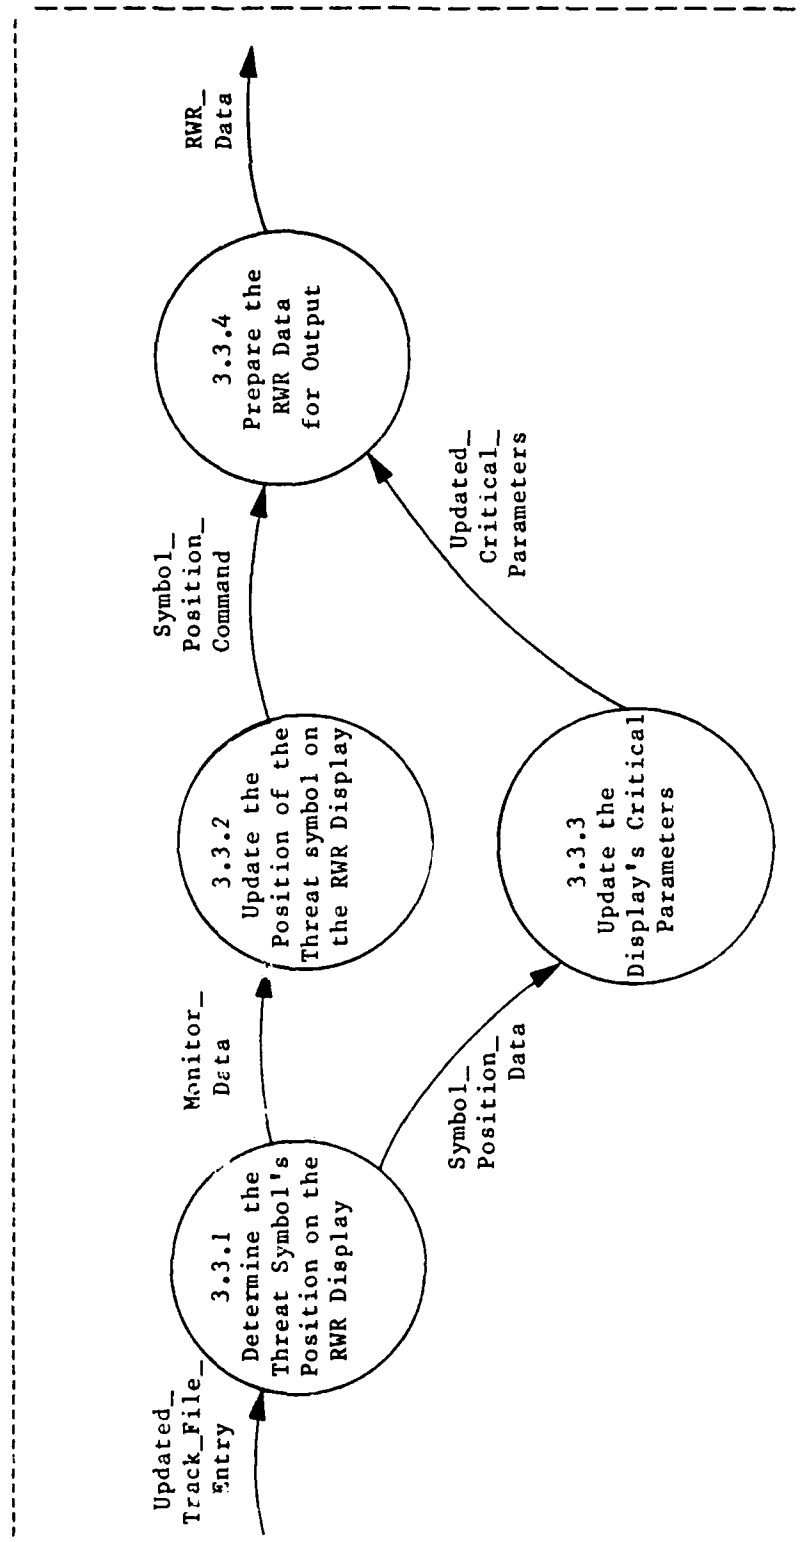 Updated_
Track_File_
Entry
3.3.1
Determine the
Threat Symbol's
Position on the
RWR Display
Monitor_
Data
Symbol_
Position_
Data
3.3.2
Update the
Position of the
Threat symbol on
the RWR Display
3.3.3
Update the
Display's Critical
Parameters
Symbol_
Position_
Command
Updated_
Critical_
Parameters
3.3.4
Prepare the
RWR Data
for Output
RWR_
Data